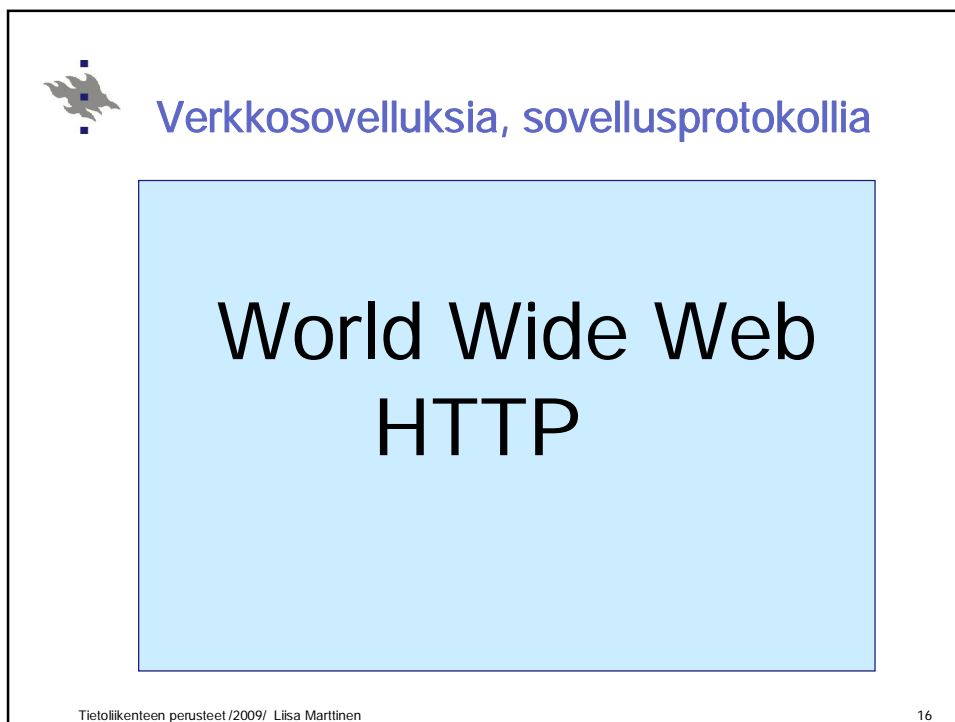 Verkkosovelluksia, sovellusprotokollia
World Wide Web
HTTP
Tietoliikenteen perusteet /2009/ Liisa Marttinen
16